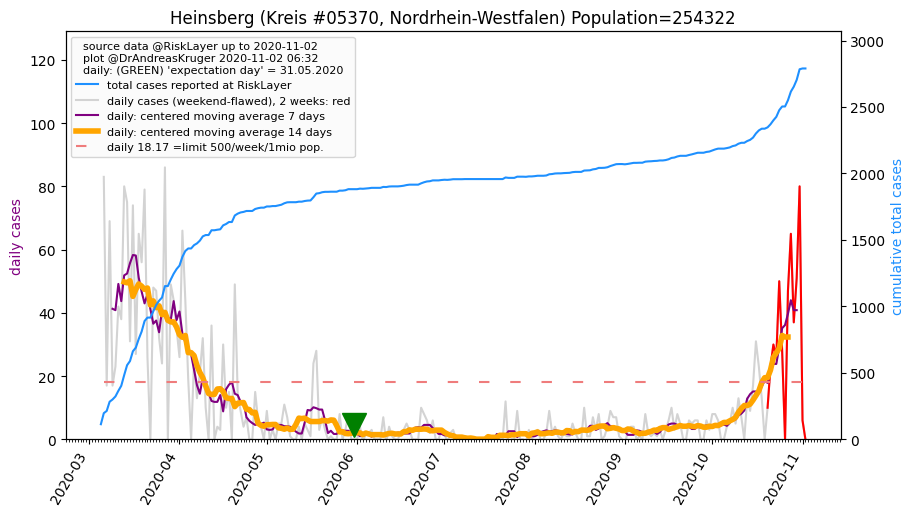 Heinsberg (Kreis #05370, Nordrhein-Westfalen) Population=254322
source data @RiskLayer up to 2020-11-02
plot @DrAndreasKruger 2020-11-02 06:32
daily: (GREEN) 'expectation day' = 31.05.2020
total cases reported at RiskLayer
daily cases (weekend-flawed), 2 weeks: red
daily: centered moving average 7 days
daily: centered moving average 14 days
daily 18.17 =limit 500/week/1mio pop.
daily cases
120
100
80
60
40
20
0
3000
2500
2000
1500
1000
500
0
cumulative total cases
2020-03
2020-04
2020-05
2020-06
2020-07
2020-08
2020-09
2020-10
2020-11